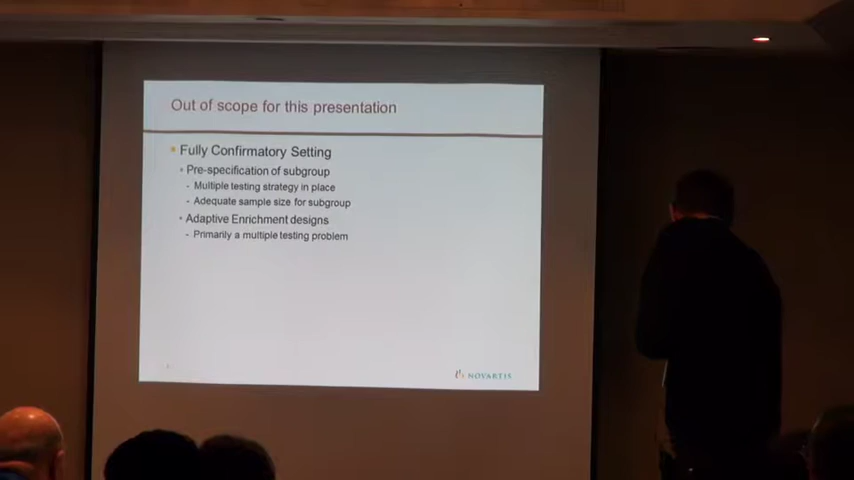 Out of scope for this presentation
Fully Confirmatory Setting
Pre-specification of subgroup
- Multiple testing strategy in place
- Adequate sample size for subgroup
Adaptive Enrichment designs
- Primarily a multiple testing problem
NOVARTIS